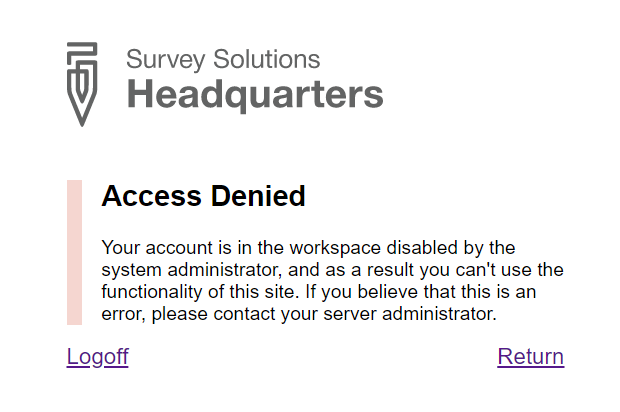 Survey Solutions
Headquarters
Access Denied
Your account is in the workspace disabled by the
system administrator, and as a result you can't use the
functionality of this site. If you believe that this is an
error, please contact your server administrator.
Logoff Return